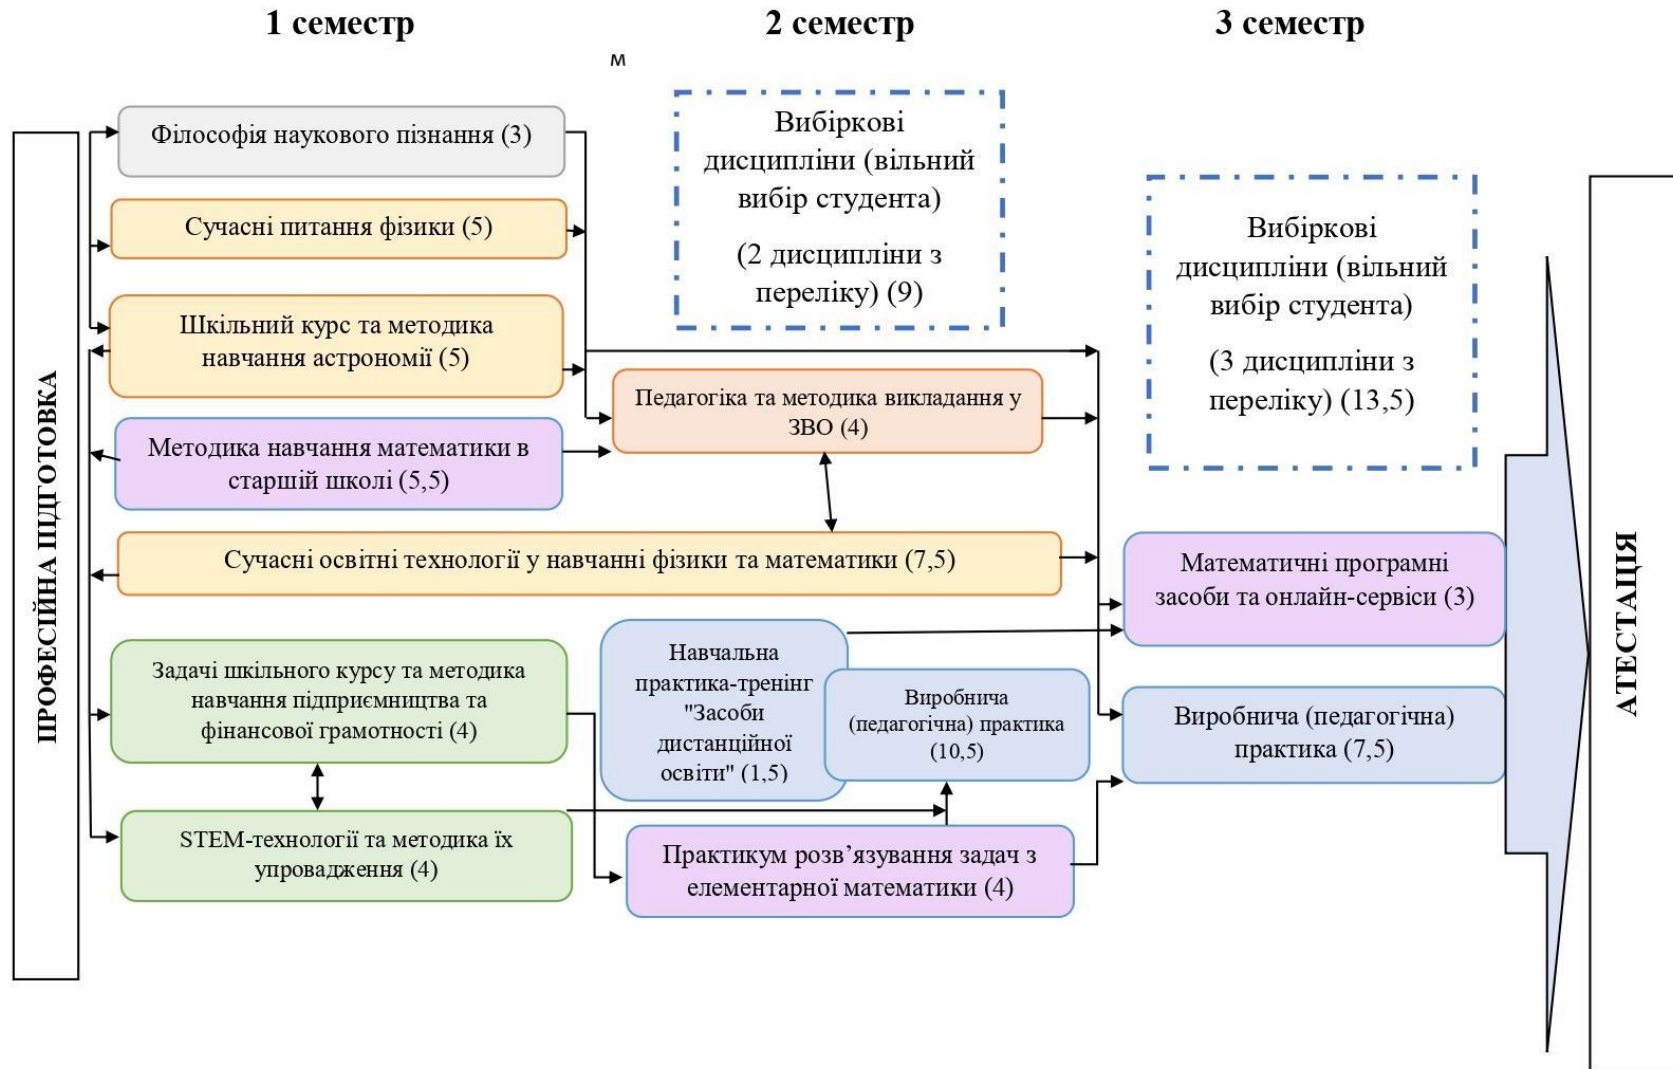 1 семестр
2 семестр
3 семестр
м
ПРОФЕСІЙНА ПІДГОТОВКА
Філософія наукового пізнання (3)
Сучасні питання фізики (5)
Шкільний курс та методика
навчання астрономії (5)
Методика навчання математики в
старшій школі (5,5)
Сучасні освітні технології у навчанні фізики та математики (7,5)
Задачі шкільного курсу та методика
навчання підприємництва та
фінансової грамотності (4)
STEM-технології та методика їх
упровадження (4)
Вибіркові
дисципліни (вільний
вибір студента)
(2 дисципліни з
переліку) (9)
Педагогіка та методика викладання у
ЗВО (4)
Навчальна
практика-тренінг
"Засоби
дистанційної
освіти" (1,5)
Виробнича
(педагогічна) практика
(10,5)
Практикум розв’язування задач з
елементарної математики (4)
Вибіркові
дисципліни (вільний
вибір студента)
(3 дисципліни з
переліку) (13,5)
Математичні програмні
засоби та онлайн-сервіси (3)
Виробнича (педагогічна)
практика (7,5)
АТЕСТАЦІЯ